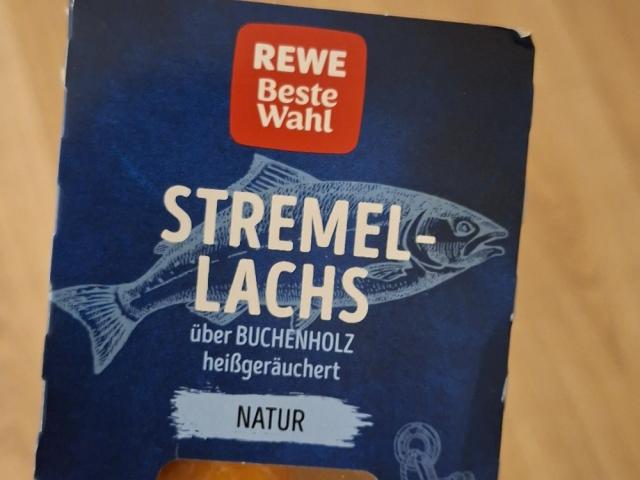 REWE
Beste
Wahl
STREMEL-
LACHS
über BUCHENHOLZ
heißgeräuchert
NATUR